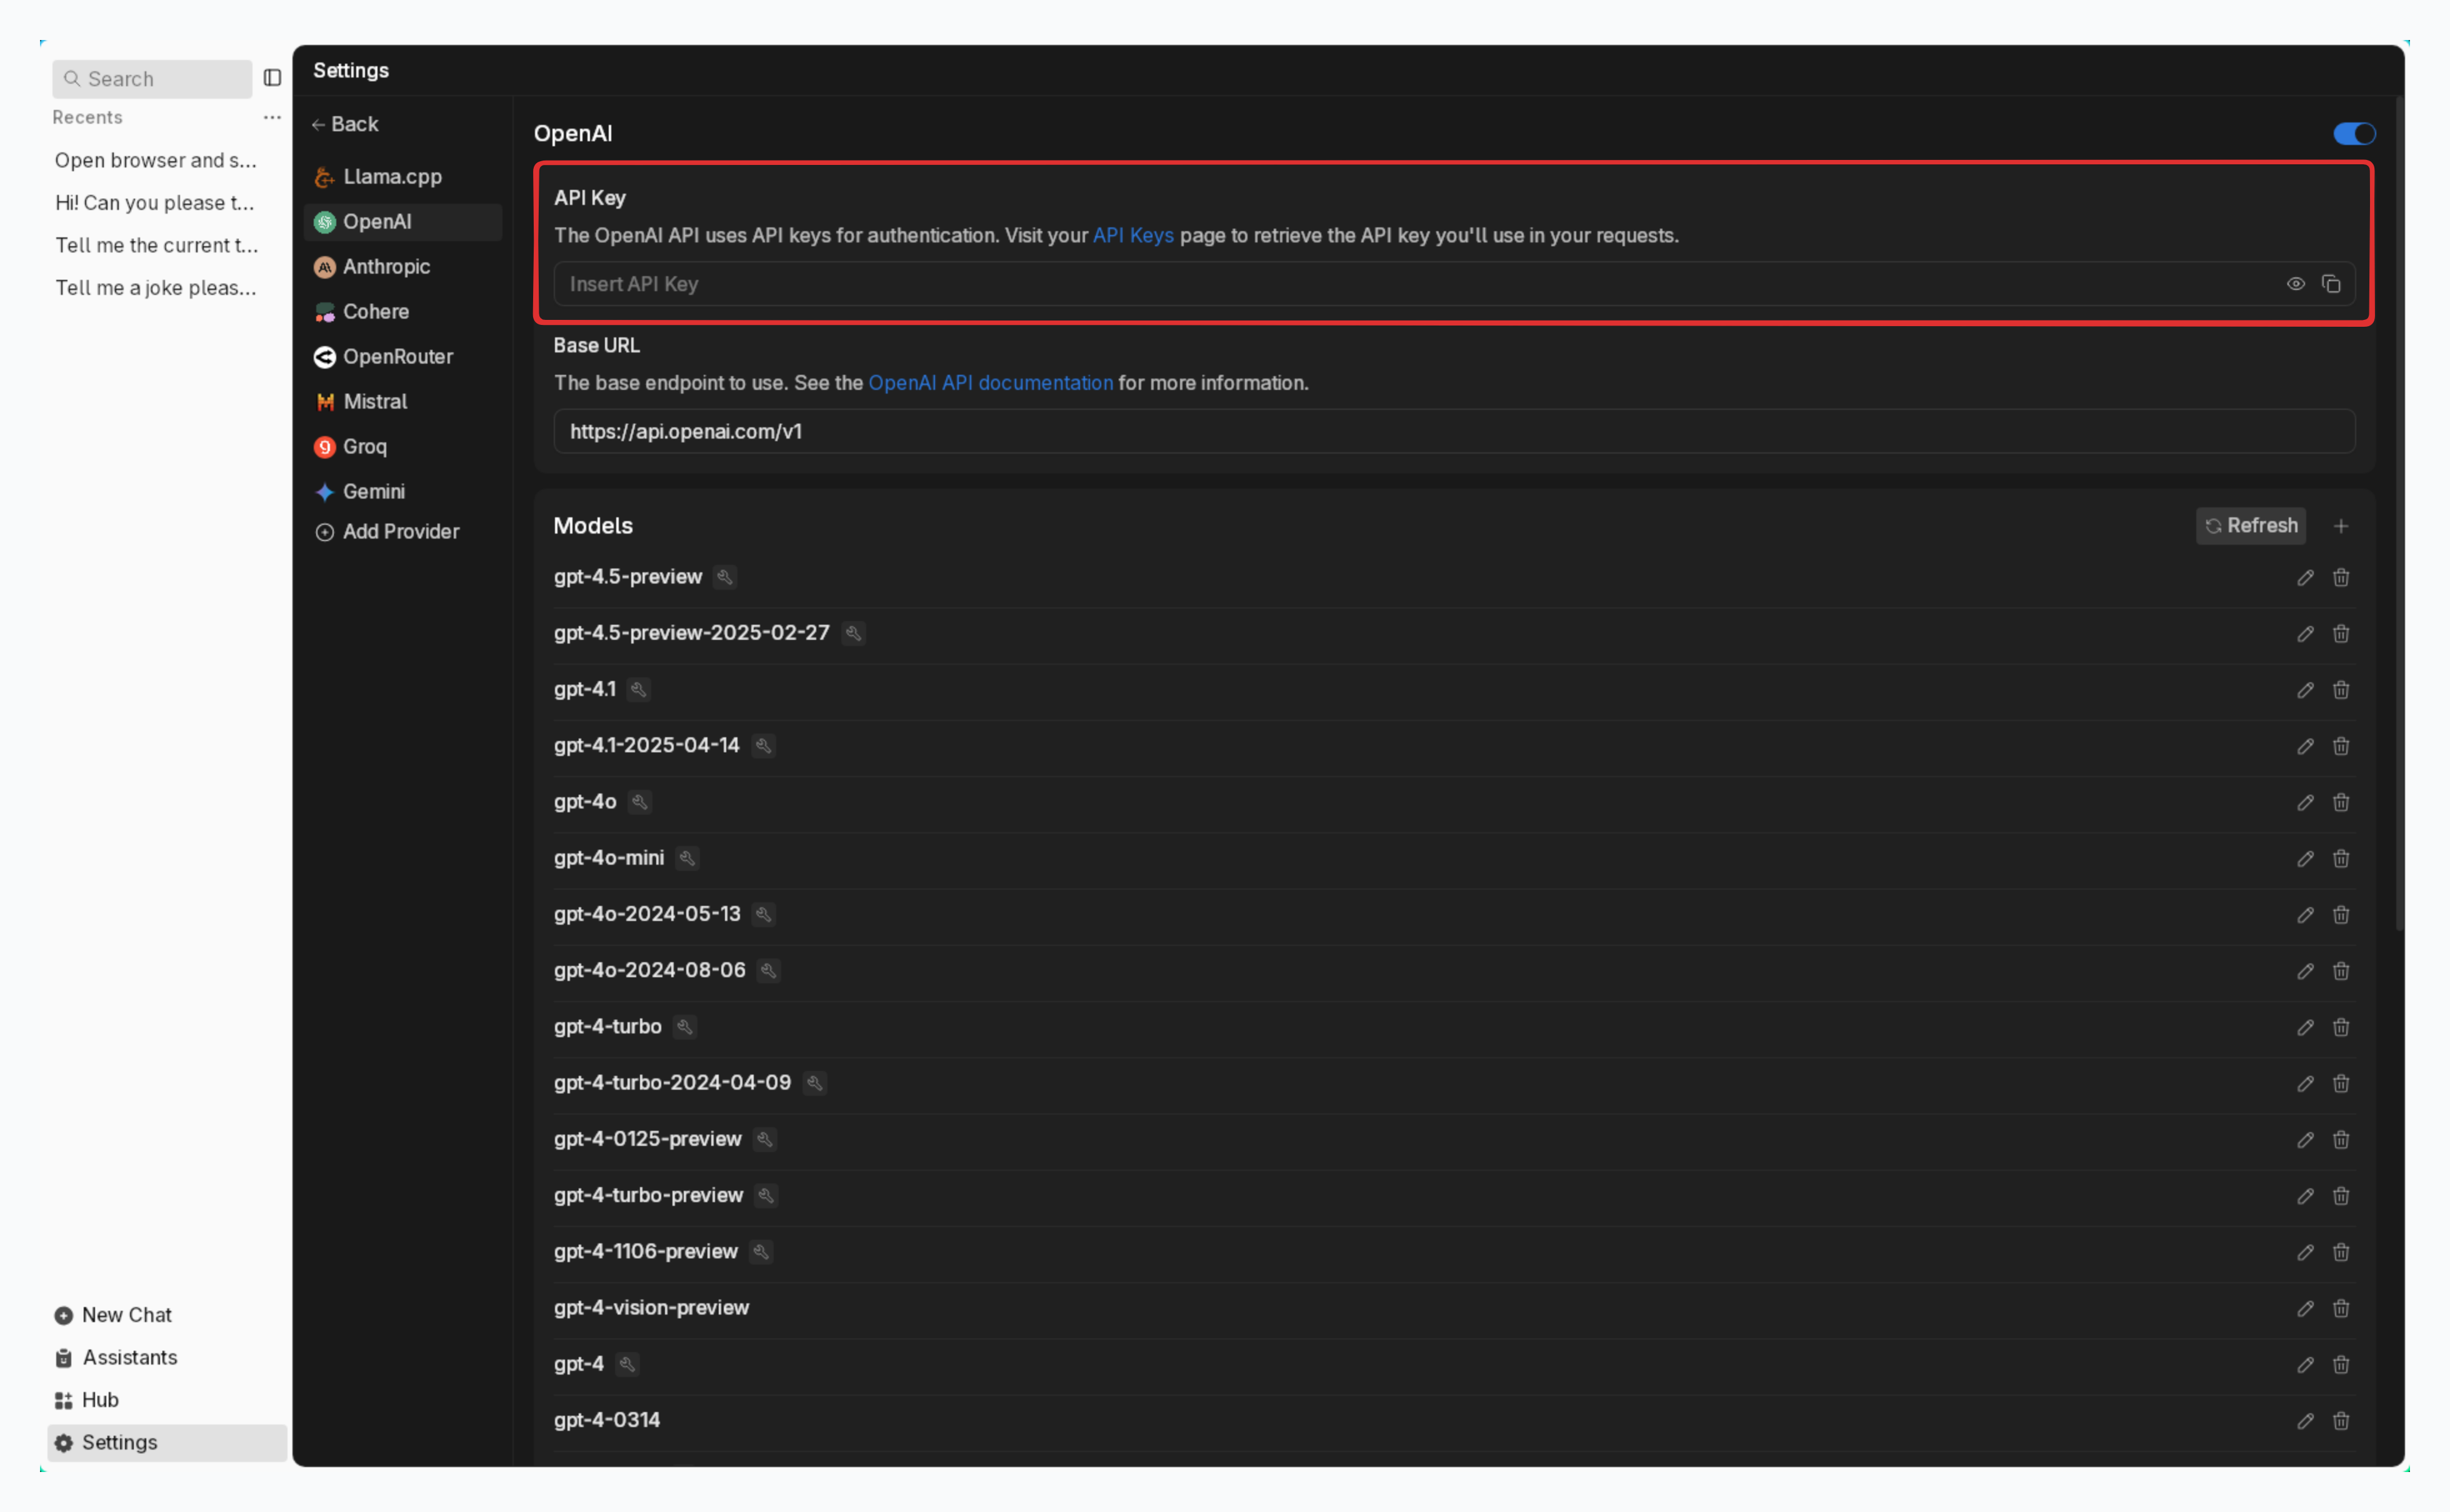 Search
Recents
Open browser and s...
Hi! Can you please t...
Tell me the current t...
Tell me a joke pleas...
New Chat
Assistants
Hub
Settings
Settings
Back
Llama.cpp
OpenAI
Anthropic
Cohere
OpenRouter
Mistral
Groq
Gemini
Add Provider
OpenAI
API Key
The OpenAI API uses API keys for authentication. Visit your API Keys page to retrieve the API key you'll use in your requests.
Insert API Key
Base URL
The base endpoint to use. See the OpenAI API documentation for more information.
https://api.openai.com/v1
Models
Refresh
gpt-4.5-preview
gpt-4.5-preview-2025-02-27
gpt-4.1
gpt-4.1-2025-04-14
gpt-4o
gpt-4o-mini
gpt-4o-2024-05-13
gpt-4o-2024-08-06
gpt-4-turbo
gpt-4-turbo-2024-04-09
gpt-4-0125-preview
gpt-4-turbo-preview
gpt-4-1106-preview
gpt-4-vision-preview
gpt-4
gpt-4-0314